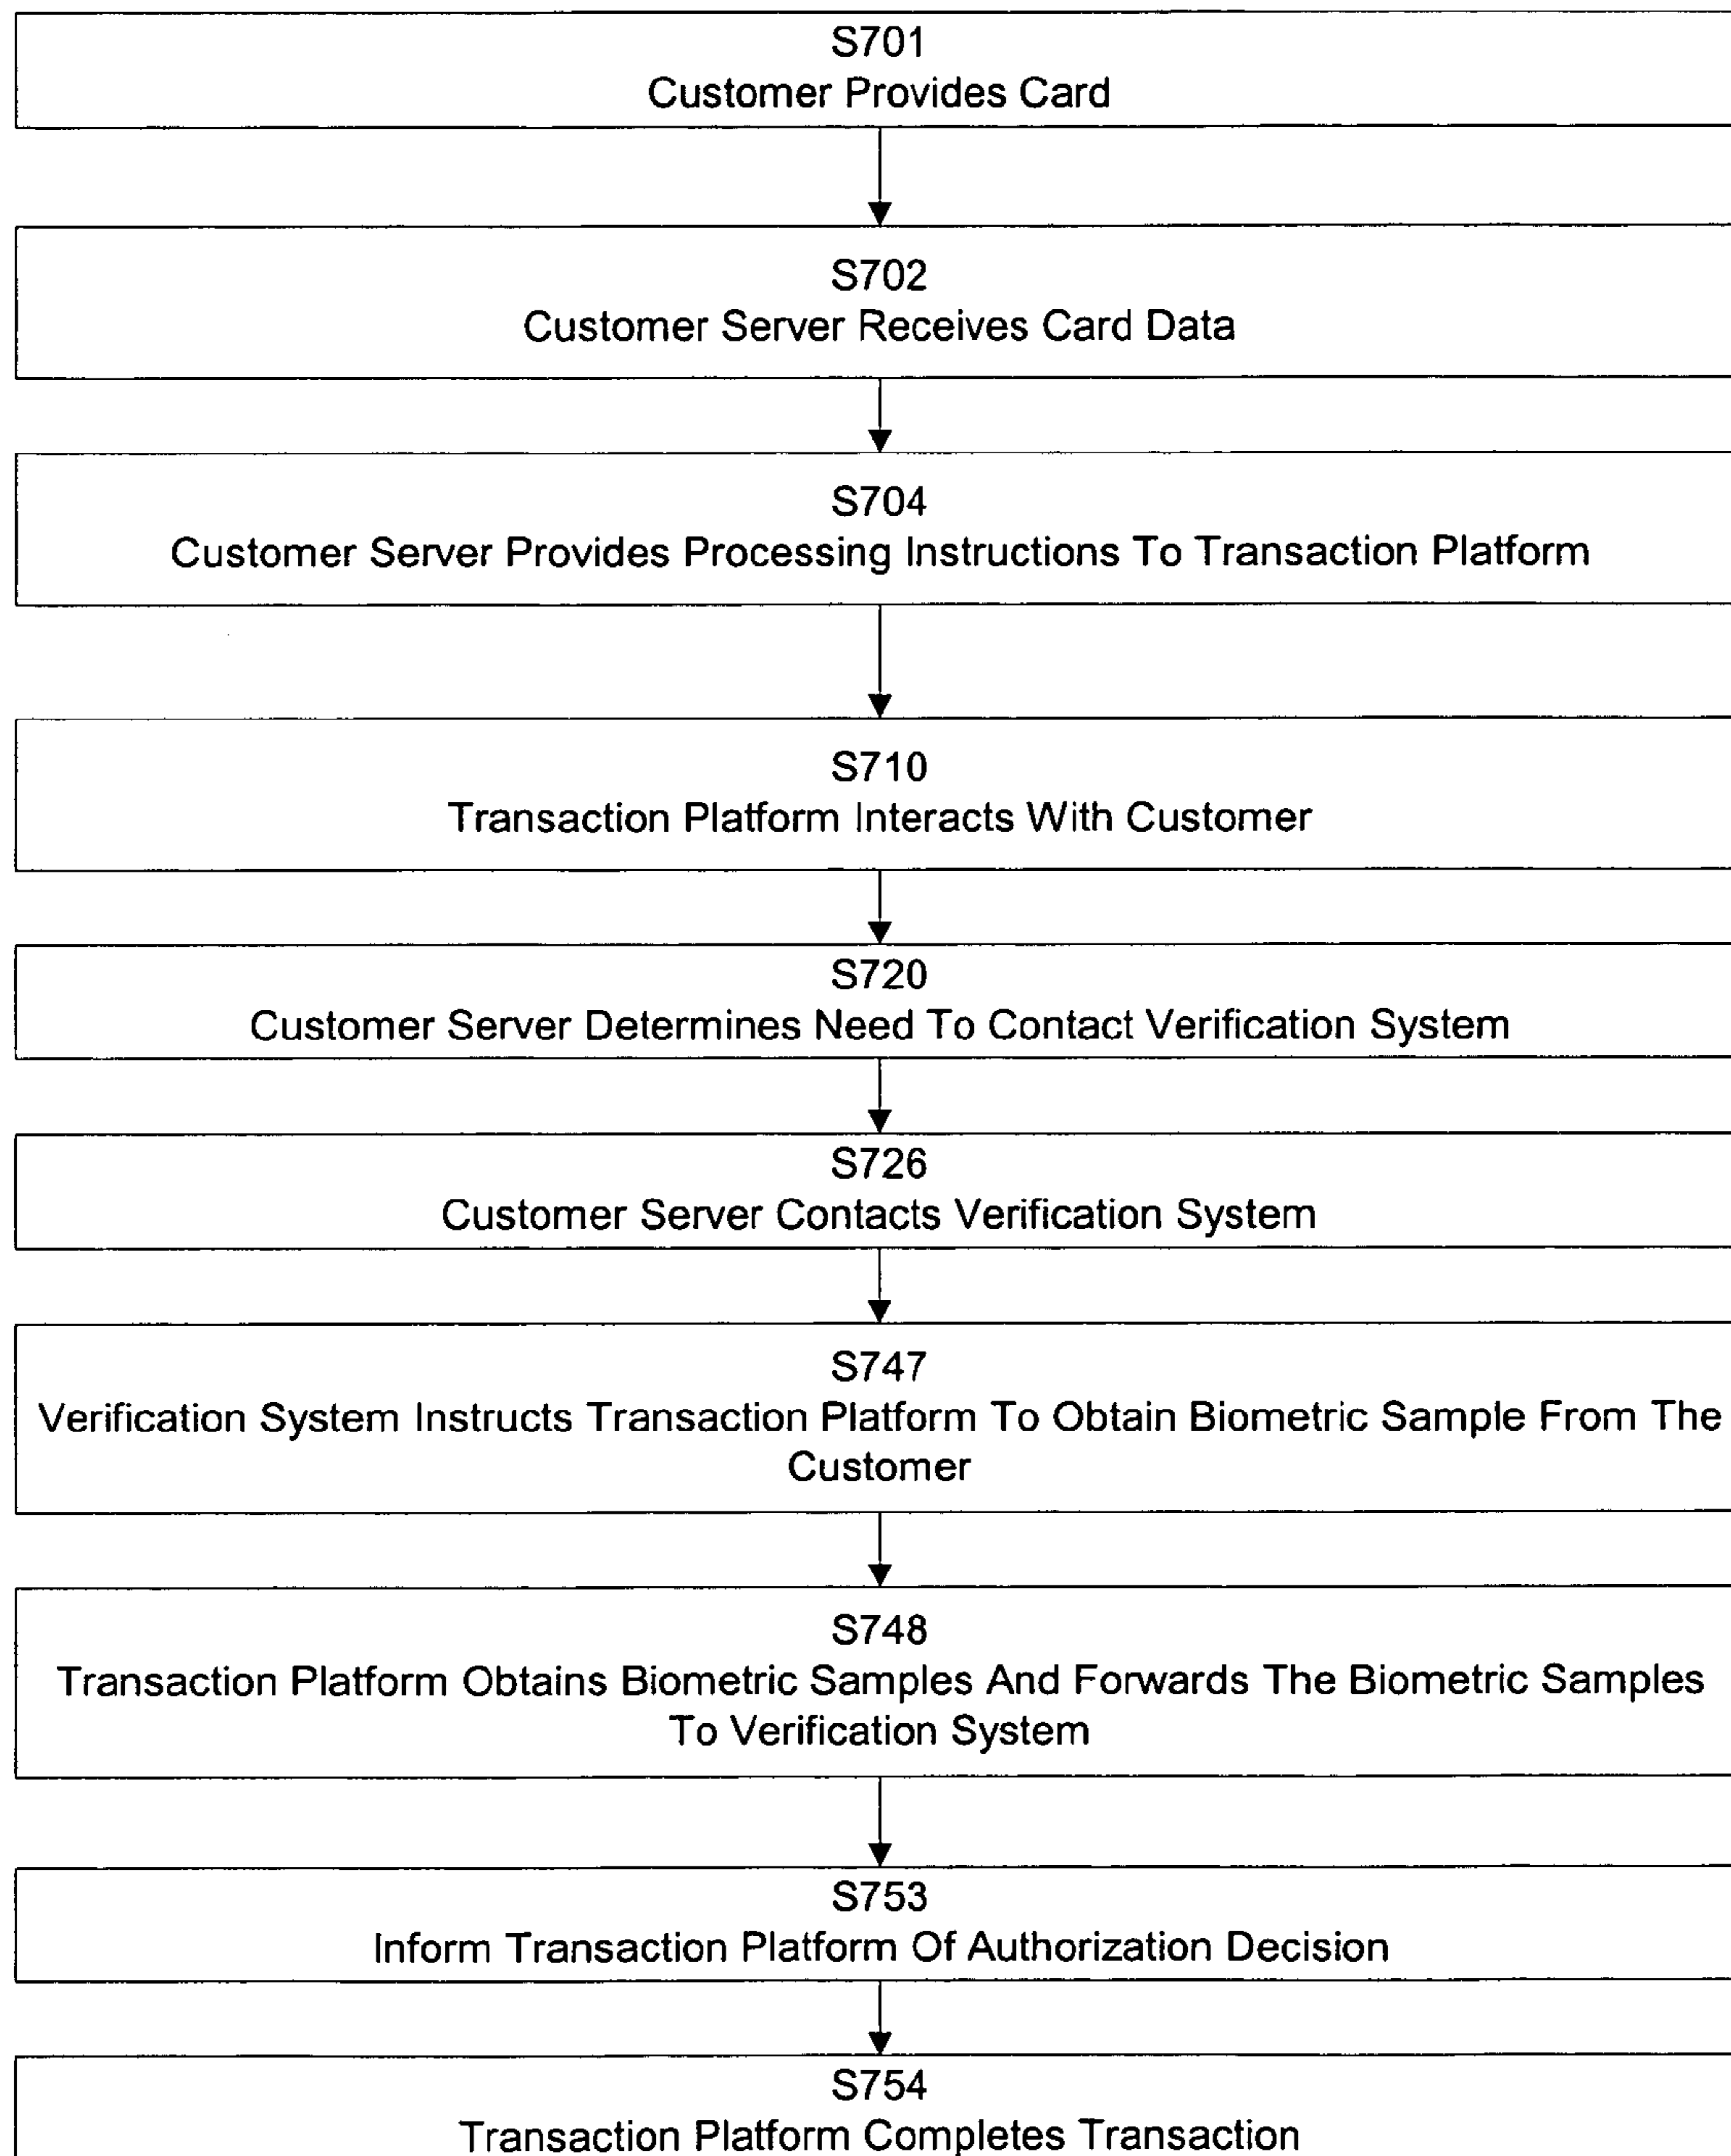 S701
Customer Provides Card
S702
Customer Server Receives Card Data
S704
Customer Server Provides Processing Instructions To Transaction Platform
S710
Transaction Platform Interacts With Customer
S720
Customer Server Determines Need To Contact Verification System
S726
Customer Server Contacts Verification System
S747
Verification System Instructs Transaction Platform To Obtain Biometric Sample From The
Customer
S748
Transaction Platform Obtains Biometric Samples And Forwards The Biometric Samples
To Verification System
S753
Inform Transaction Platform Of Authorization Decision
S754
Transaction Platform Completes Transaction